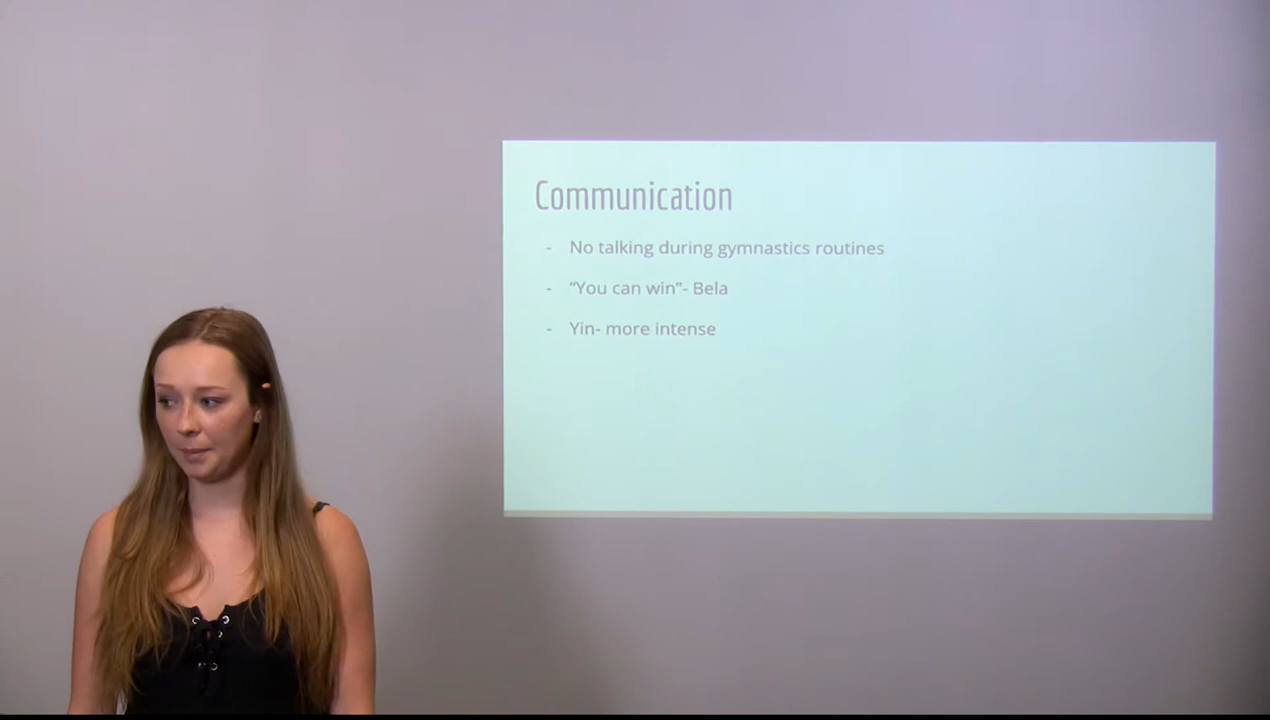 Communication
- No talking during gymnastics routines
- “You can win”- Bela
- Yin- more intense